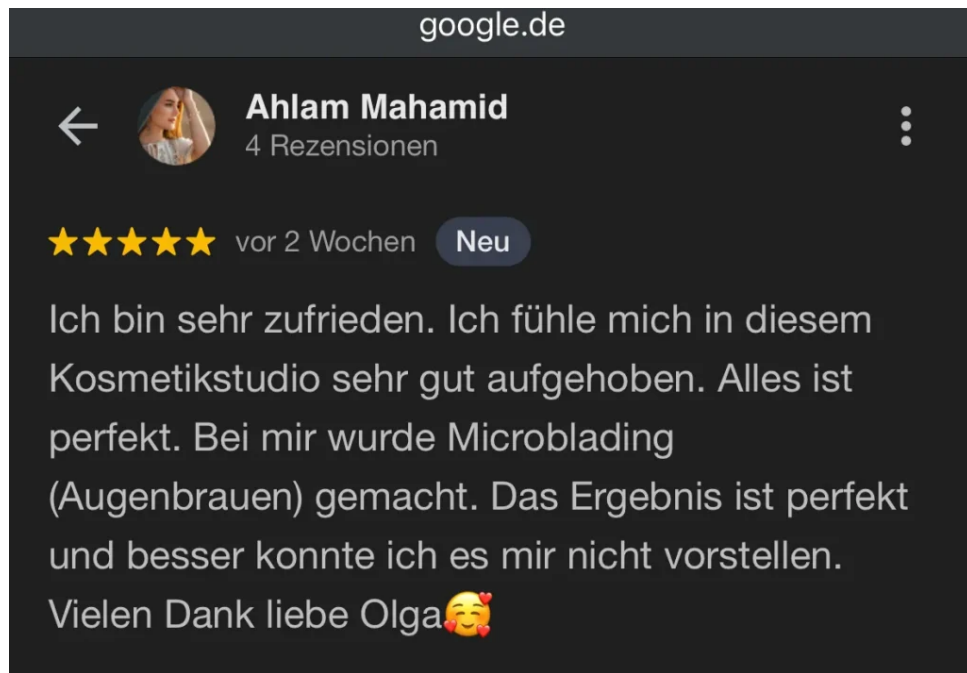 google.de
Ahlam Mahamid
4 Rezensionen
vor 2 Wochen Neu
Ich bin sehr zufrieden. Ich fühle mich in diesem
Kosmetikstudio sehr gut aufgehoben. Alles ist
perfekt. Bei mir wurde Microblading
(Augenbrauen) gemacht. Das Ergebnis ist perfekt
und besser konnte ich es mir nicht vorstellen.
Vielen Dank liebe Olga🥰